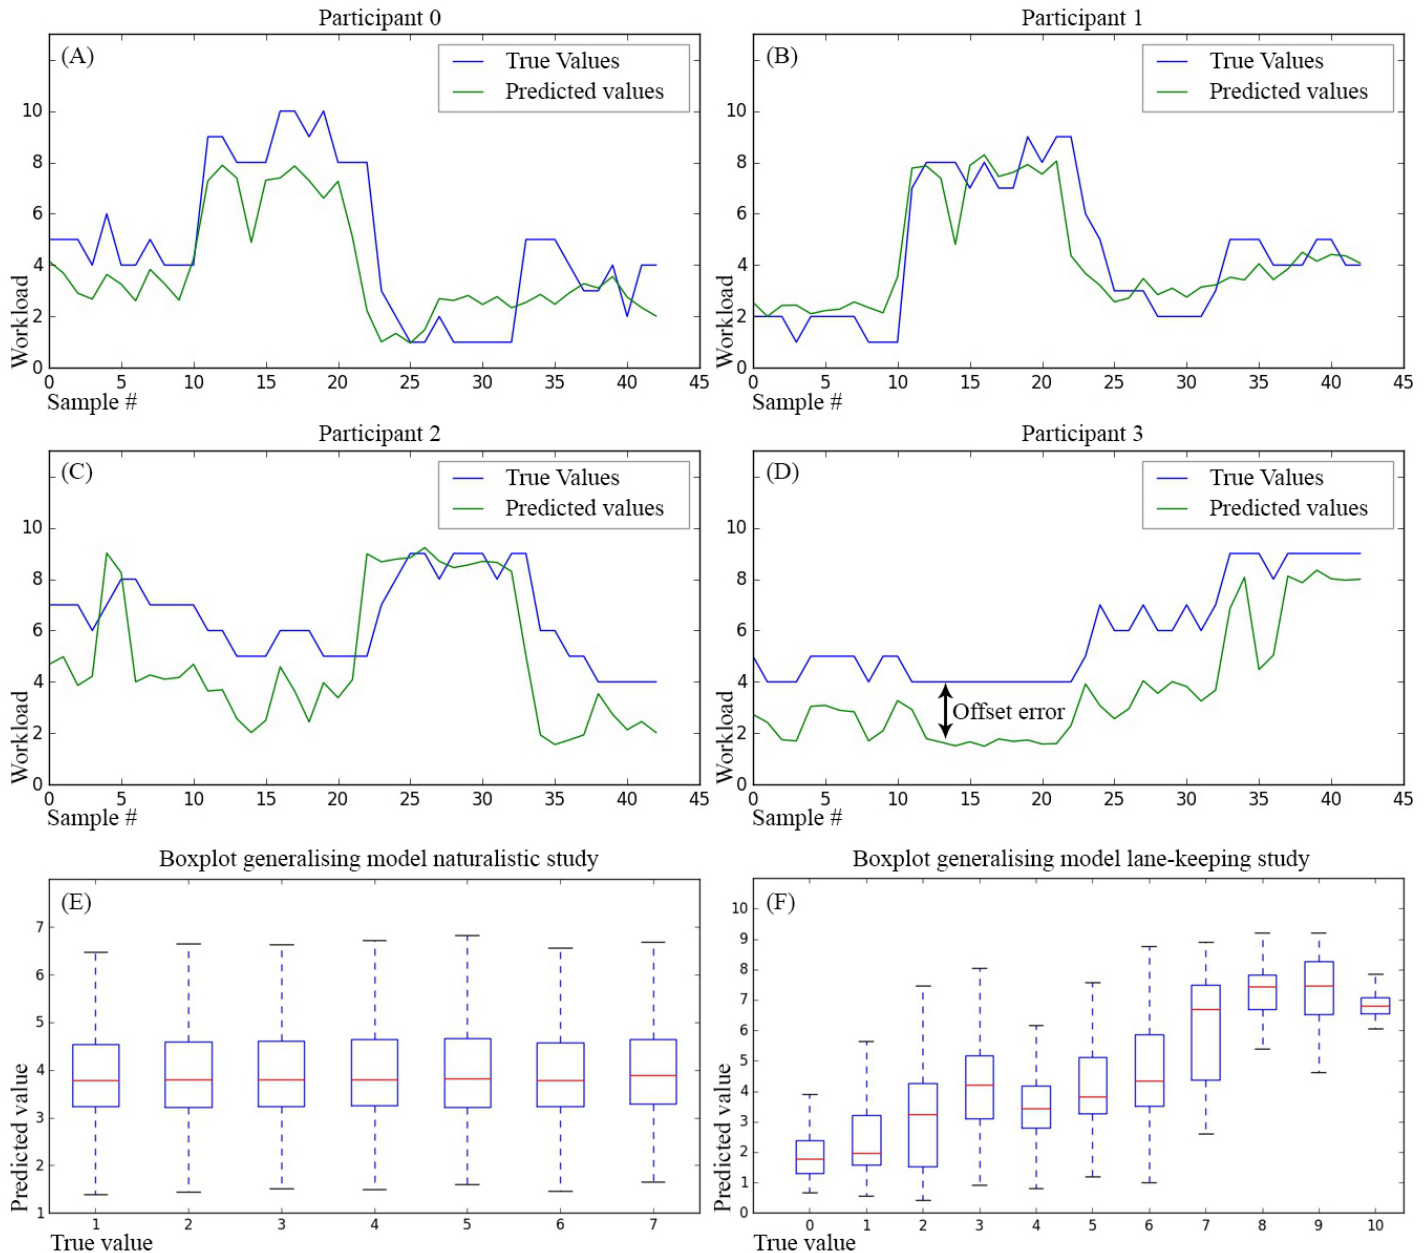 Participant 0
(A)
True Values
Predicted values
10
8
6
4
2
0
Workload
0 5 10 15 20 25 30 35 40 45
Sample #
Participant 1
(B)
True Values
Predicted values
10
8
6
4
2
0
Workload
0 5 10 15 20 25 30 35 40 45
Sample #
Participant 2
(C)
True Values
Predicted values
10
8
6
4
2
0
Workload
0 5 10 15 20 25 30 35 40 45
Sample #
Participant 3
(D)
True Values
Predicted values
10
8
6
4
2
0
Workload
Offset error
0 5 10 15 20 25 30 35 40 45
Sample #
Boxplot generalising model naturalistic study
(E)
7
6
5
4
3
2
1
Predicted value
1 2 3 4 5 6 7
True value
Boxplot generalising model lane-keeping study
(F)
10
9
8
7
6
5
4
3
2
1
0
Predicted value
0 1 2 3 4 5 6 7 8 9 10
True value